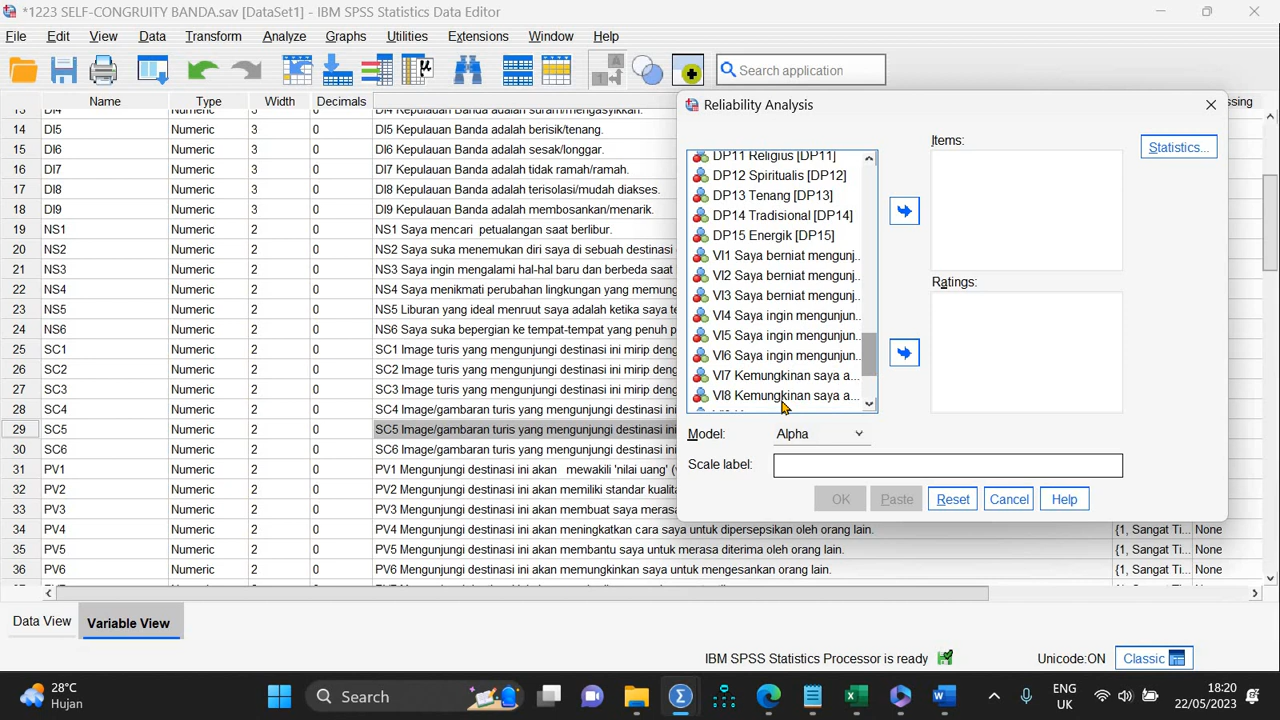 *1223 SELF-CONGRUITY BANDA.sav [DataSet1] - IBM SPSS Statistics Data Editor
File Edit View Data Transform Analyze Graphs Utilities Extensions Window Help
Search application
Name Type Width Decimals
13 DI4 Numeric 3 0 DI4 Kepulauan Banda adalah suram/mengasyikkan.
14 DI5 Numeric 3 0 DI5 Kepulauan Banda adalah berisik/tenang.
15 DI6 Numeric 3 0 DI6 Kepulauan Banda adalah sesak/longgar.
16 DI7 Numeric 3 0 DI7 Kepulauan Banda adalah tidak ramah/ramah.
17 DI8 Numeric 3 0 DI8 Kepulauan Banda adalah terisolasi/mudah diakses.
18 DI9 Numeric 3 0 DI9 Kepulauan Banda adalah membosankan/menarik.
19 NS1 Numeric 2 0 NS1 Saya mencari petualangan saat berlibur.
20 NS2 Numeric 2 0 NS2 Saya suka menemukan diri saya di sebuah destinasi
21 NS3 Numeric 2 0 NS3 Saya ingin mengalami hal-hal baru dan berbeda saat
22 NS4 Numeric 2 0 NS4 Saya menikmati perubahan lingkungan yang memung
23 NS5 Numeric 2 0 NS5 Liburan yang ideal menruut saya adalah ketika saya te
24 NS6 Numeric 2 0 NS6 Saya suka bepergian ke tempat-tempat yang penuh p
25 SC1 Numeric 2 0 SC1 Image turis yang mengunjungi destinasi ini mirip deng
26 SC2 Numeric 2 0 SC2 Image turis yang mengunjungi destinasi ini mirip deng
27 SC3 Numeric 2 0 SC3 Image turis yang mengunjungi destinasi ini mirip deng
28 SC4 Numeric 2 0 SC4 Image/gambaran turis yang mengunjungi destinasi ini
29 SC5 Numeric 2 0 SC5 Image/gambaran turis yang mengunjungi destinasi ini
30 SC6 Numeric 2 0 SC6 Image/gambaran turis yang mengunjungi destinasi ini
31 PV1 Numeric 2 0 PV1 Mengunjungi destinasi ini akan mewakili 'nilai uang' (v
32 PV2 Numeric 2 0 PV2 Mengunjungi destinasi ini akan memiliki standar kualita
33 PV3 Numeric 2 0 PV3 Mengunjungi destinasi ini akan membuat saya merasa
34 PV4 Numeric 2 0 PV4 Mengunjungi destinasi ini akan meningkatkan cara saya untuk dipersepsikan oleh orang lain. {1, Sangat Ti... None
35 PV5 Numeric 2 0 PV5 Mengunjungi destinasi ini akan membantu saya untuk merasa diterima oleh orang lain. {1, Sangat Ti... None
36 PV6 Numeric 2 0 PV6 Mengunjungi destinasi ini akan memungkinkan saya untuk mengesankan orang lain. {1, Sangat Ti... None
Reliability Analysis
DP11 Religius [DP11]
DP12 Spiritualis [DP12]
DP13 Tenang [DP13]
DP14 Tradisional [DP14]
DP15 Energik [DP15]
VI1 Saya berniat mengunj...
VI2 Saya berniat mengunj...
VI3 Saya berniat mengunj...
VI4 Saya ingin mengunjun...
VI5 Saya ingin mengunjun...
VI6 Saya ingin mengunjun...
VI7 Kemungkinan saya a...
VI8 Kemungkinan saya a...
Items:
Statistics...
Ratings:
Model: Alpha
Scale label:
OK Paste Reset Cancel Help
Data View Variable View
IBM SPSS Statistics Processor is ready Unicode:ON Classic
28°C
Hujan
Search
ENG
UK
18:20
22/05/2023